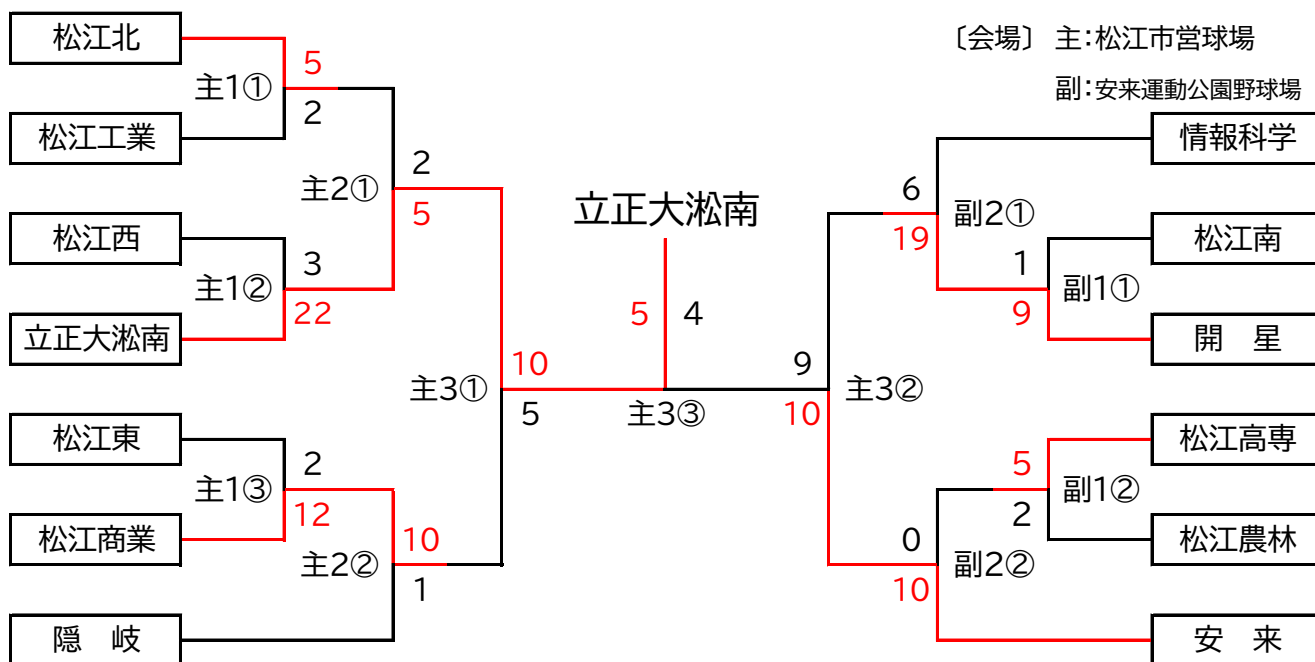 松江北
主1①
5
2
松江工業
主2①
2
5
松江西
主1②
3
22
立正大淞南
主3①
10
5
松江東
主1③
2
12
松江商業
主2②
10
1
隠　岐
立正大淞南
5 4
主3③
〔会場〕 主:松江市営球場
副:安来運動公園野球場
情報科学
6
19
副2①
松江南
1
9
副1①
開　星
9
10
主3②
松江高専
5
2
副1②
松江農林
0
10
副2②
安　来